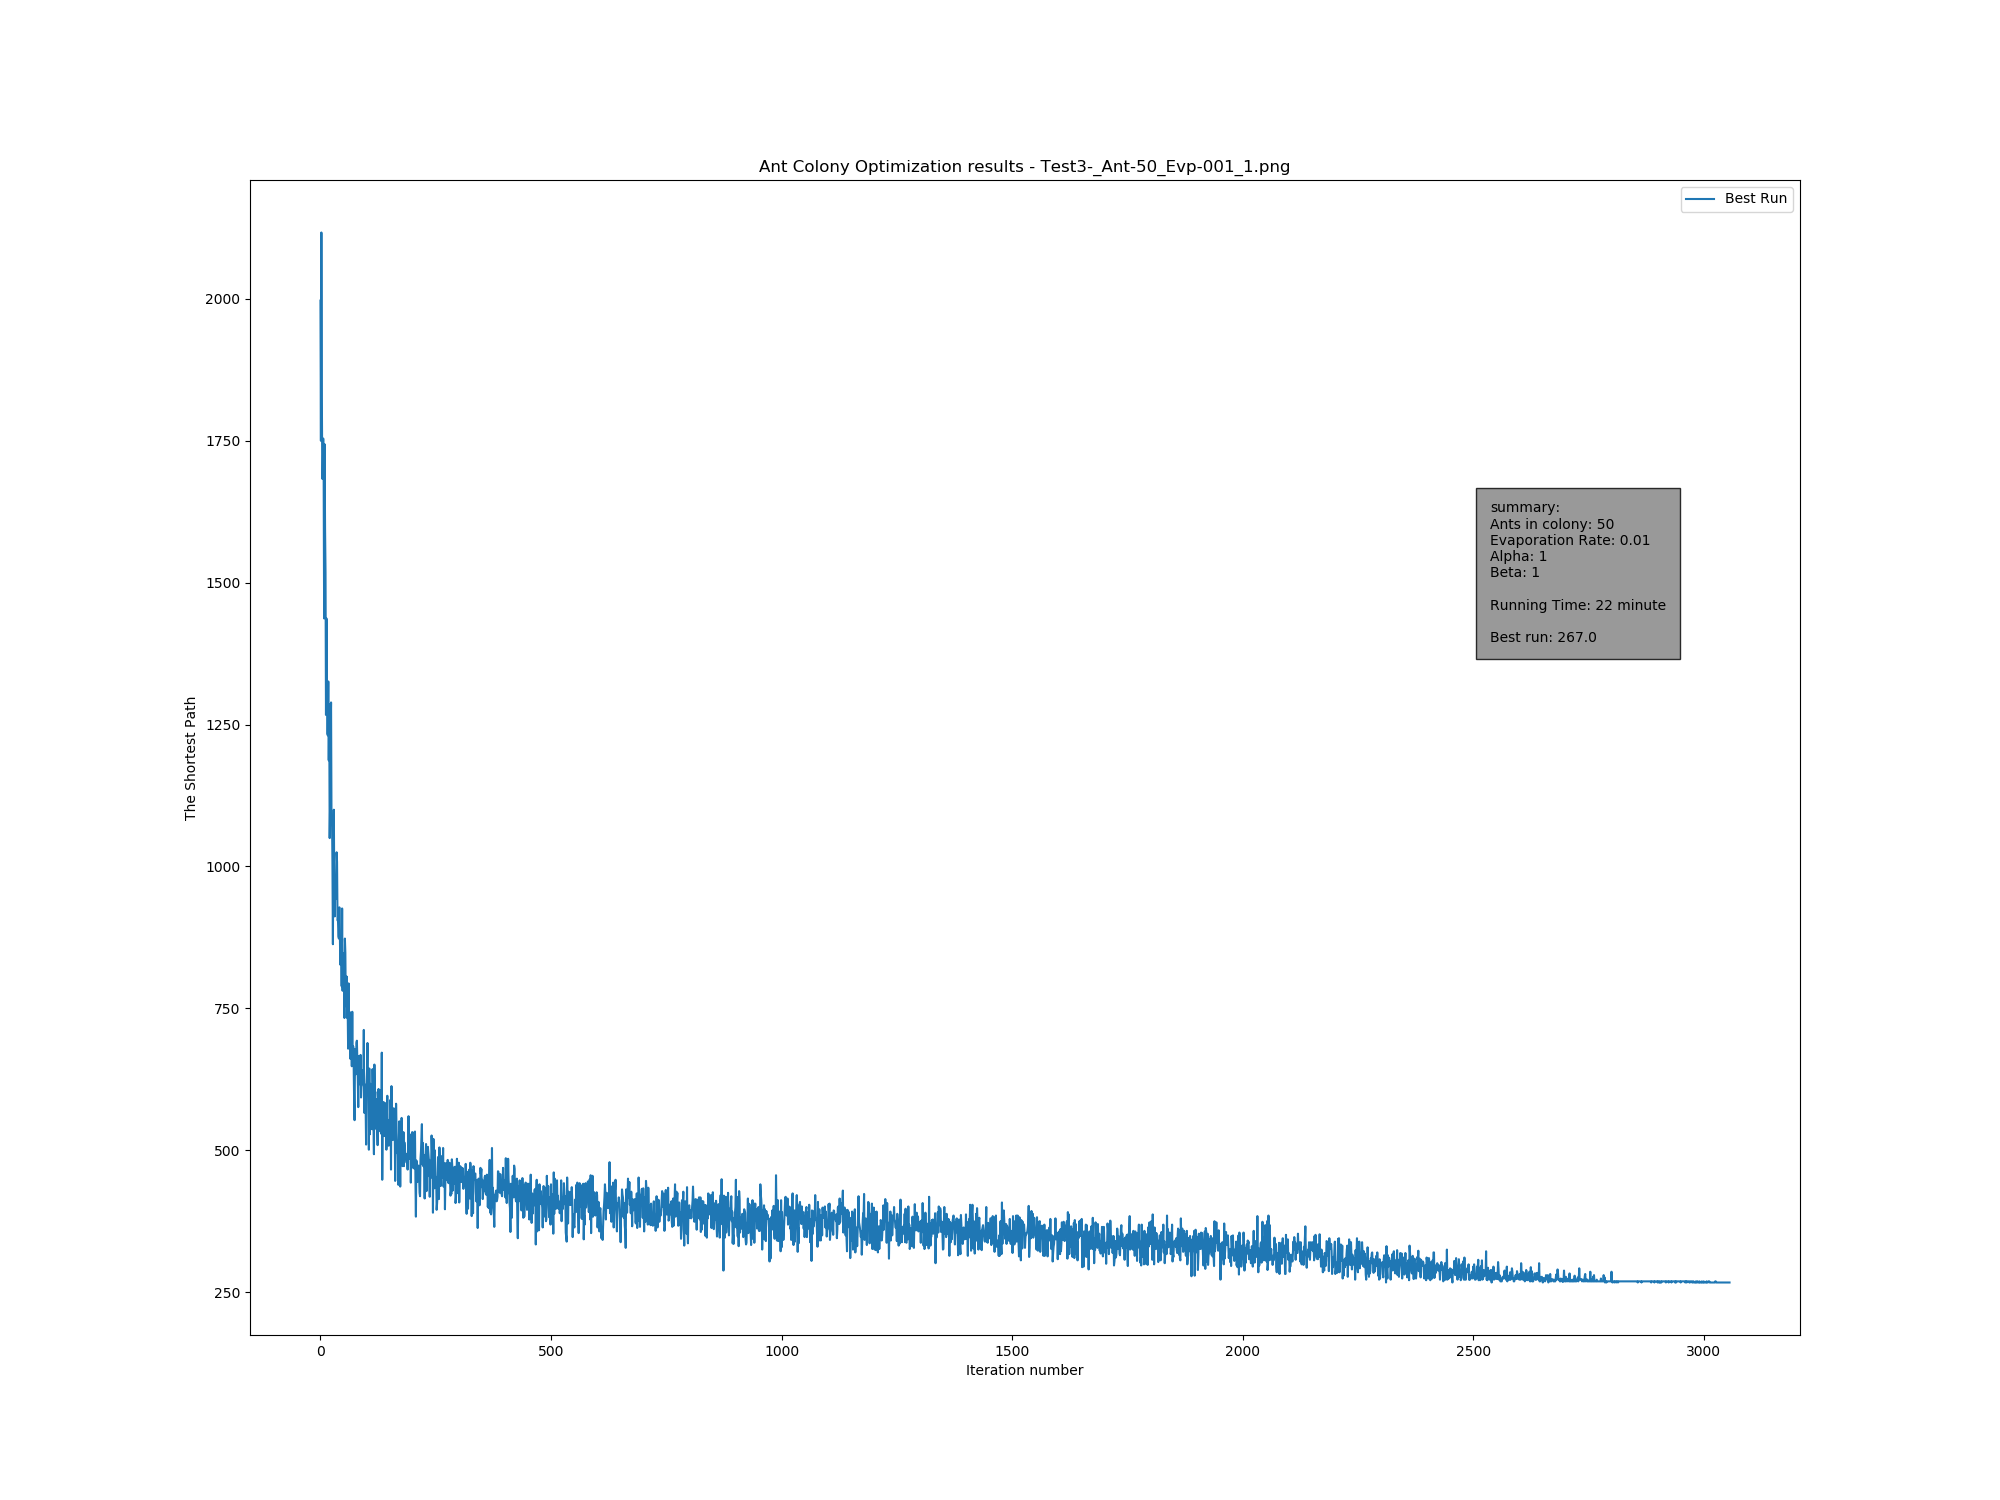 Ant Colony Optimization results - Test3-_Ant-50_Evp-001_1.png
Best Run
2000
1750
1500
1250
1000
750
500
250
The Shortest Path
summary:
Ants in colony: 50
Evaporation Rate: 0.01
Alpha: 1
Beta: 1
Running Time: 22 minute
Best run: 267.0
0 500 1000 1500 2000 2500 3000
Iteration number